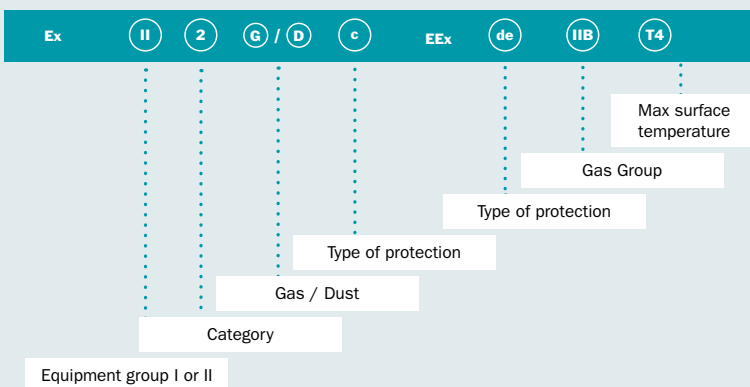 Ex II 2 G / D c EEx de IIB T4
Max surface
temperature
Gas Group
Type of protection
Type of protection
Gas / Dust
Category
Equipment group I or II